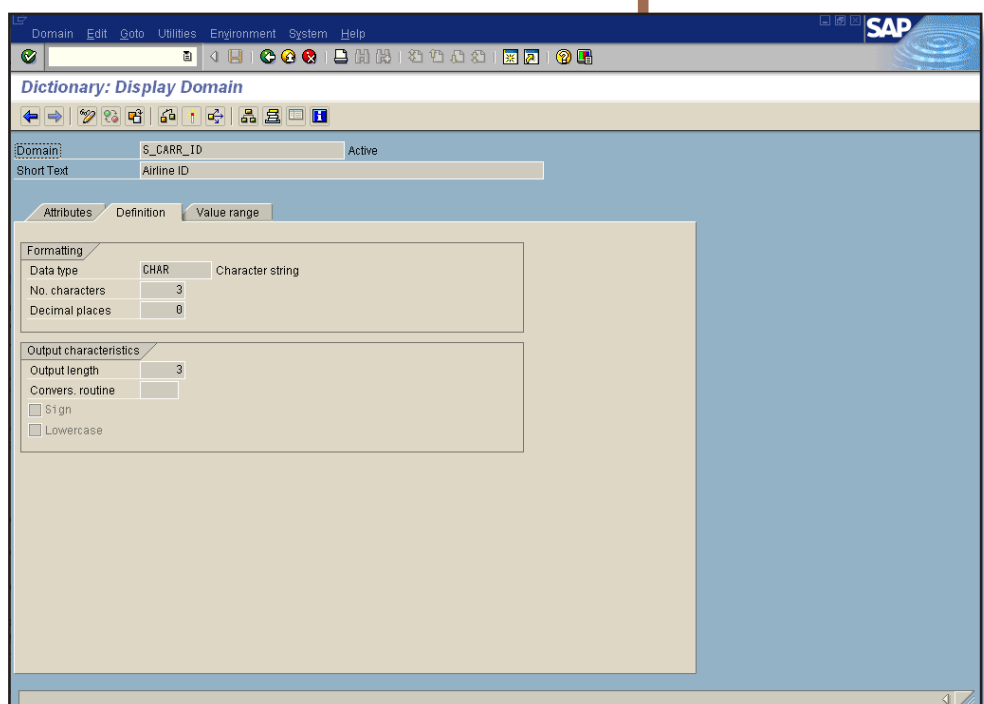 Domain Edit Goto Utilities Environment System Help
SAP
Dictionary: Display Domain
Domain S_CARR_ID Active
Short Text Airline ID
Attributes Definition Value range
Formatting
Data type CHAR Character string
No. characters 3
Decimal places 0
Output characteristics
Output length 3
Convers. routine
Sign
Lowercase